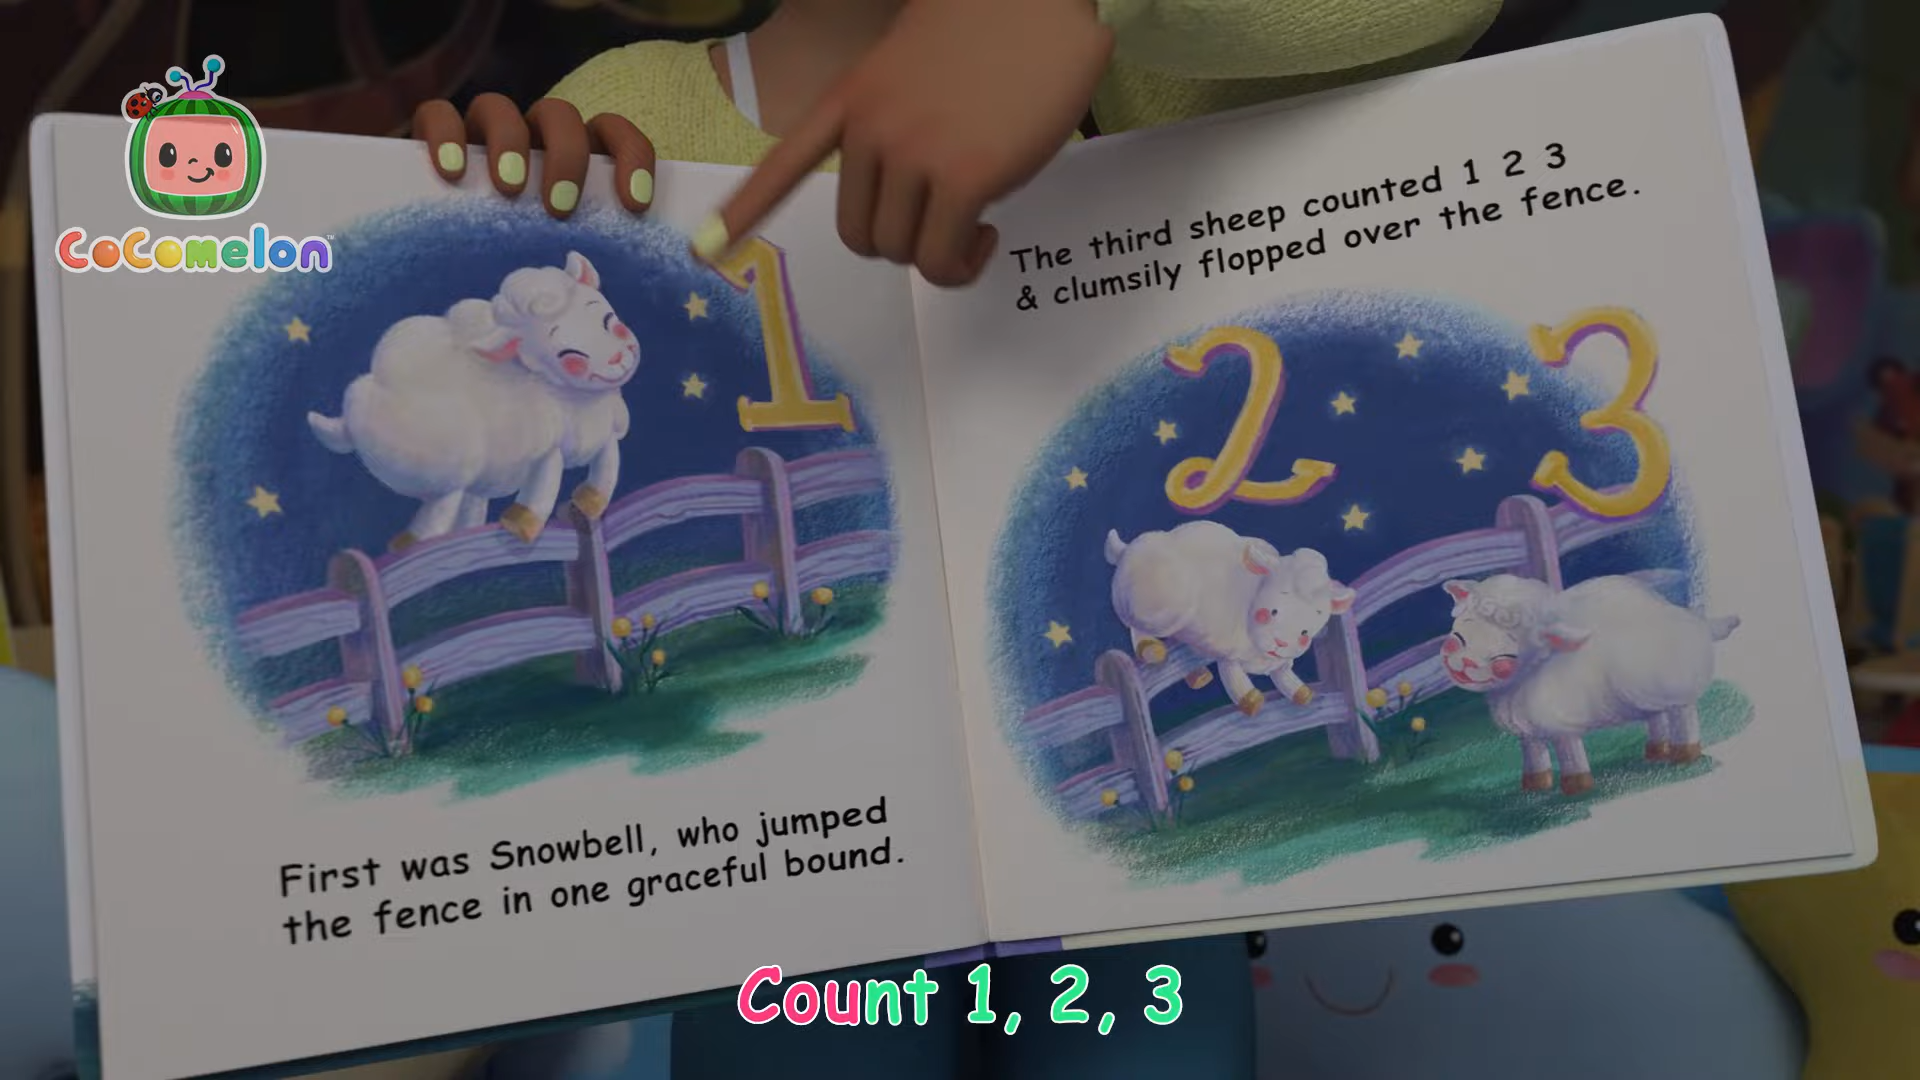 CoCoMelon
1
First was Snowbell, who jumped
the fence in one graceful bound.
The third sheep counted 1 2 3
& clumsily flopped over the fence.
2 3
Count 1, 2, 3